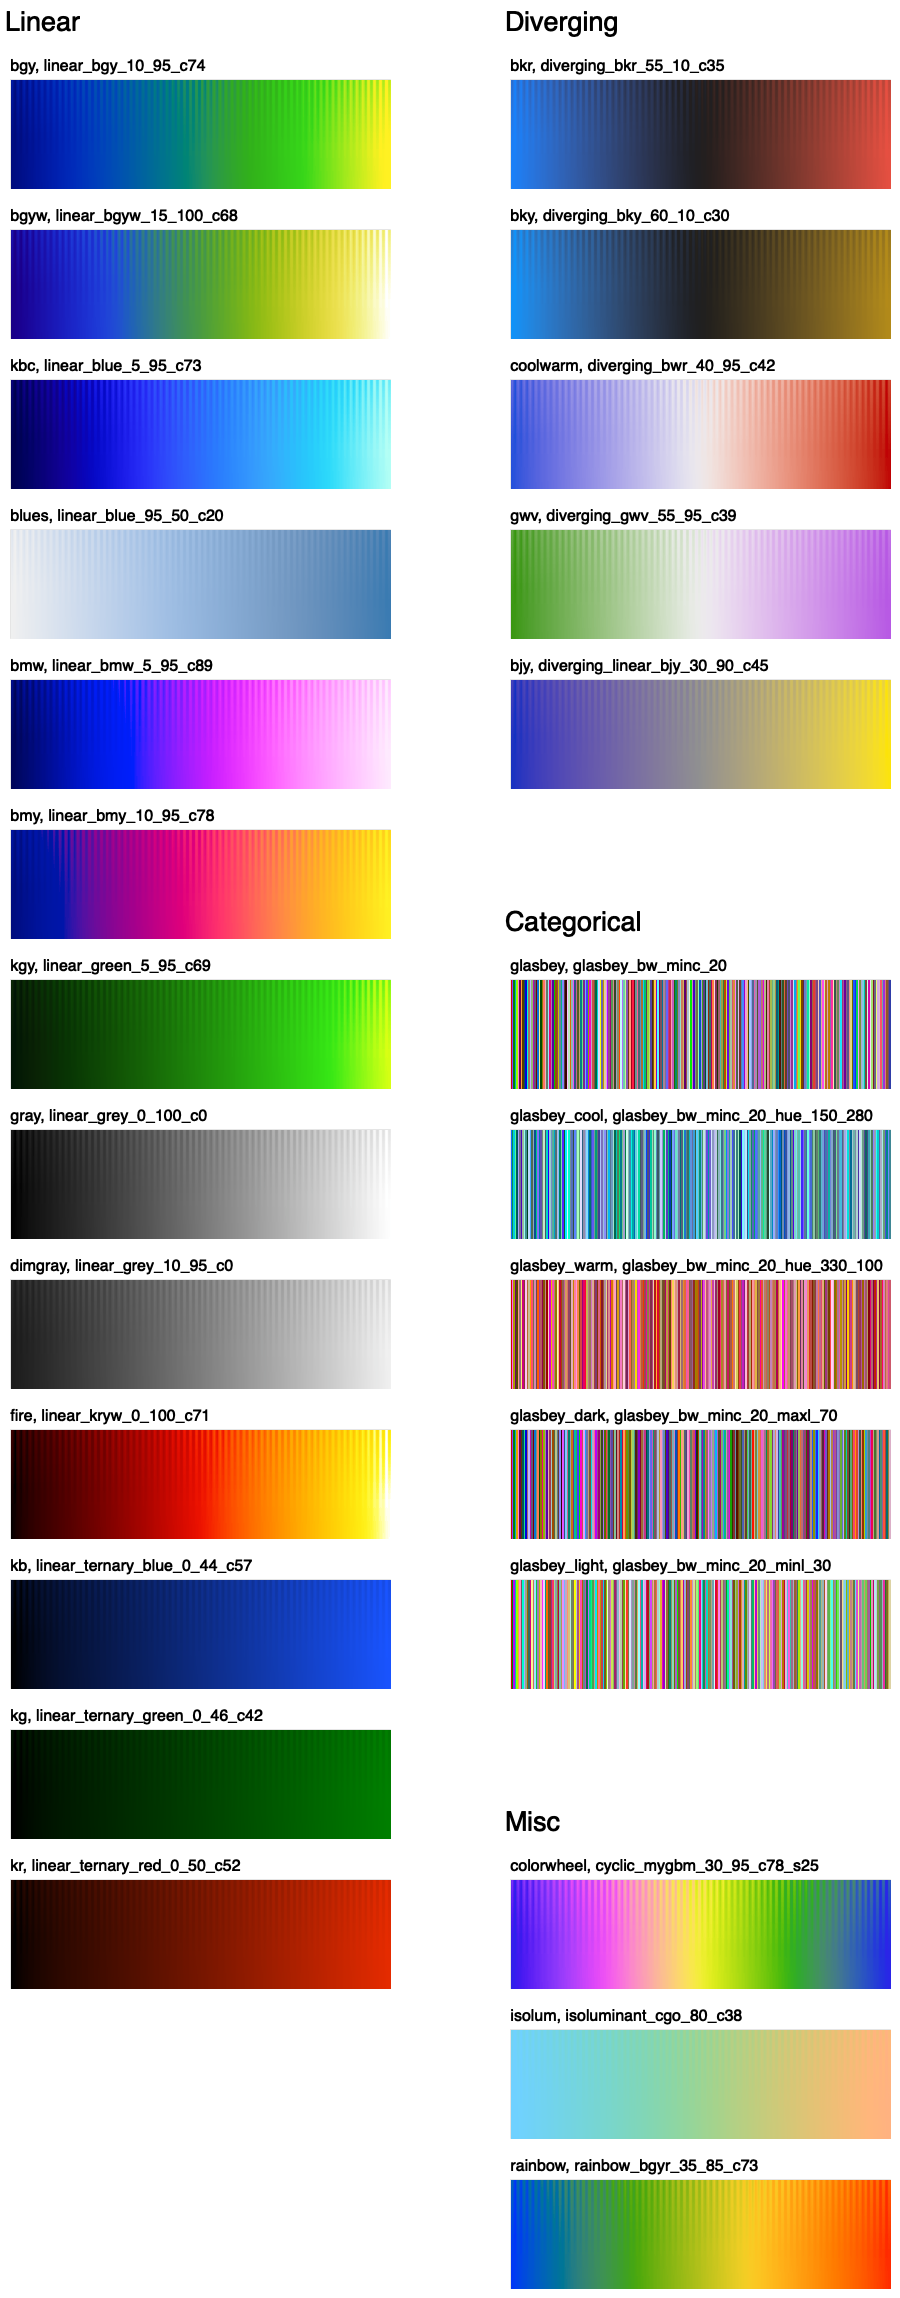 Linear
bgy, linear_bgy_10_95_c74
bgyw, linear_bgyw_15_100_c68
kbc, linear_blue_5_95_c73
blues, linear_blue_95_50_c20
bmw, linear_bmw_5_95_c89
bmy, linear_bmy_10_95_c78
kgy, linear_green_5_95_c69
gray, linear_grey_0_100_c0
dimgray, linear_grey_10_95_c0
fire, linear_kryw_0_100_c71
kb, linear_ternary_blue_0_44_c57
kg, linear_ternary_green_0_46_c42
kr, linear_ternary_red_0_50_c52
Diverging
bkr, diverging_bkr_55_10_c35
bky, diverging_bky_60_10_c30
coolwarm, diverging_bwr_40_95_c42
gwv, diverging_gwv_55_95_c39
bjy, diverging_linear_bjy_30_90_c45
Categorical
glasbey, glasbey_bw_minc_20
glasbey_cool, glasbey_bw_minc_20_hue_150_280
glasbey_warm, glasbey_bw_minc_20_hue_330_100
glasbey_dark, glasbey_bw_minc_20_maxl_70
glasbey_light, glasbey_bw_minc_20_minl_30
Misc
colorwheel, cyclic_mygbm_30_95_c78_s25
isolum, isoluminant_cgo_80_c38
rainbow, rainbow_bgyr_35_85_c73